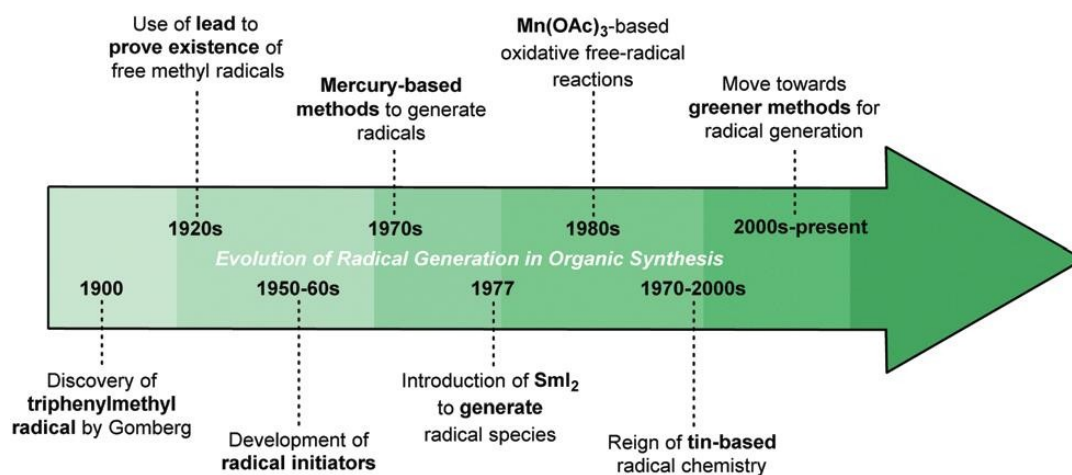 Use of lead to
prove existence of
free methyl radicals
Mercury-based
methods to generate
radicals
Mn(OAc)₃-based
oxidative free-radical
reactions
Move towards
greener methods for
radical generation
1920s
1970s
1980s
2000s-present
Evolution of Radical Generation in Organic Synthesis
1900
1950-60s
1977
1970-2000s
Discovery of
triphenylmethyl
radical by Gomberg
Development of
radical initiators
Introduction of SmI₂
to generate
radical species
Reign of tin-based
radical chemistry